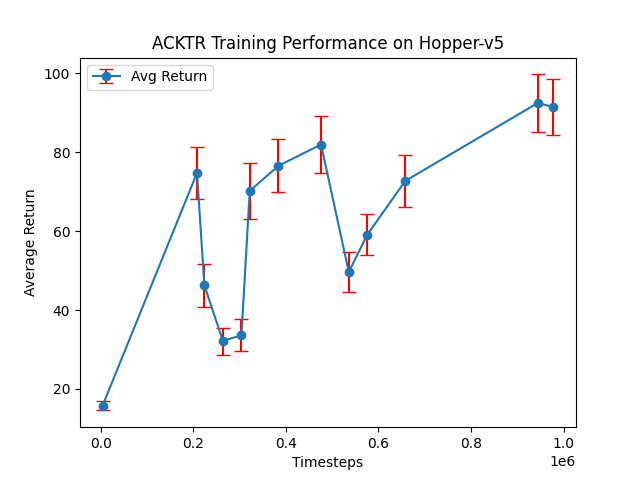 ACKTR Training Performance on Hopper-v5
Avg Return
100
80
60
40
20
Average Return
0.0 0.2 0.4 0.6 0.8 1.0
1e6
Timesteps